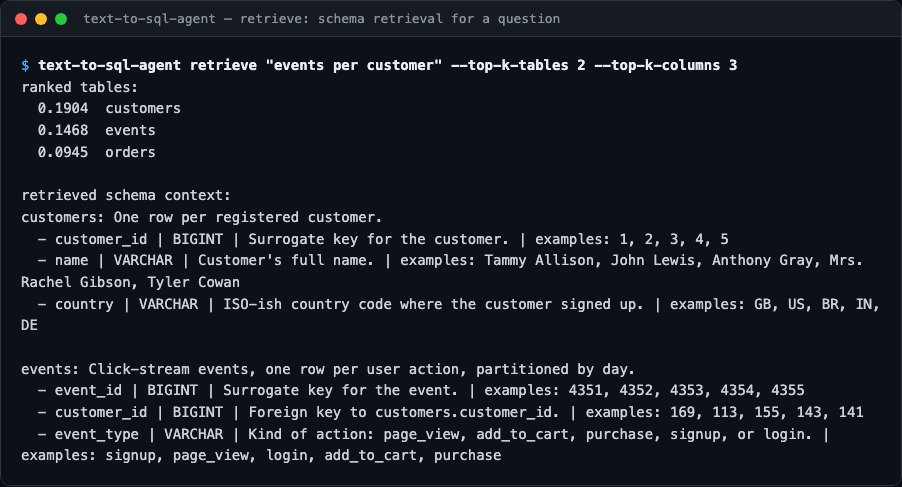 text-to-sql-agent — retrieve: schema retrieval for a question
$ text-to-sql-agent retrieve "events per customer" --top-k-tables 2 --top-k-columns 3
ranked tables:
  0.1904  customers
  0.1468  events
  0.0945  orders

retrieved schema context:
customers: One row per registered customer.
  - customer_id | BIGINT | Surrogate key for the customer. | examples: 1, 2, 3, 4, 5
  - name | VARCHAR | Customer's full name. | examples: Tammy Allison, John Lewis, Anthony Gray, Mrs.
Rachel Gibson, Tyler Cowan
  - country | VARCHAR | ISO-ish country code where the customer signed up. | examples: GB, US, BR, IN,
DE

events: Click-stream events, one row per user action, partitioned by day.
  - event_id | BIGINT | Surrogate key for the event. | examples: 4351, 4352, 4353, 4354, 4355
  - customer_id | BIGINT | Foreign key to customers.customer_id. | examples: 169, 113, 155, 143, 141
  - event_type | VARCHAR | Kind of action: page_view, add_to_cart, purchase, signup, or login. |
examples: signup, page_view, login, add_to_cart, purchase